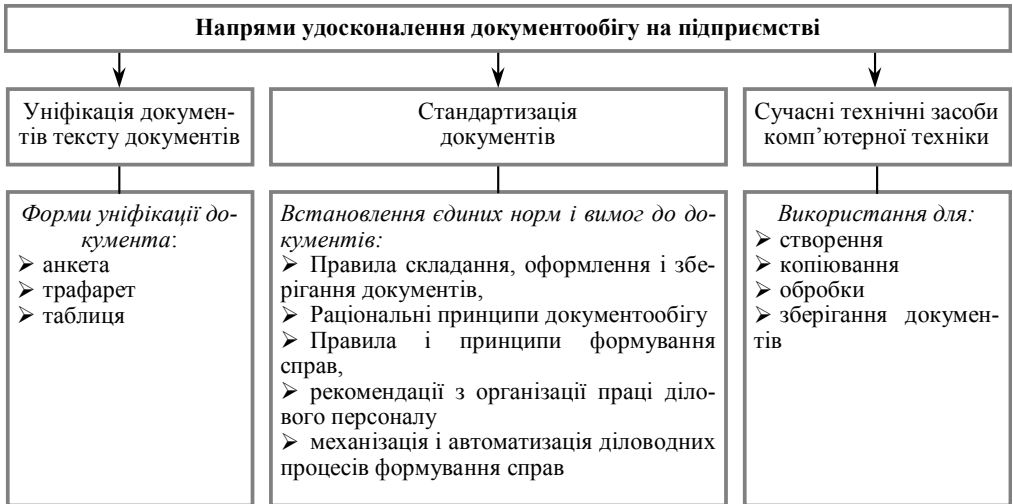 Напрями удосконалення документообігу на підприємстві
Уніфікація докумен-
тів тексту документів
Стандартизація
документів
Сучасні технічні засоби
комп’ютерної техніки
Форми уніфікації до-
кумента:
➢ анкета
➢ трафарет
➢ таблиця
Встановлення єдиних норм і вимог до до-
кументів:
➢ Правила складання, оформлення і збе-
рігання документів,
➢ Раціональні принципи документообігу
➢ Правила і принципи формування
справ,
➢ рекомендації з організації праці діло-
вого персоналу
➢ механізація і автоматизація діловодних
процесів формування справ
Використання для:
➢ створення
➢ копіювання
➢ обробки
➢ зберігання докумен-
тів